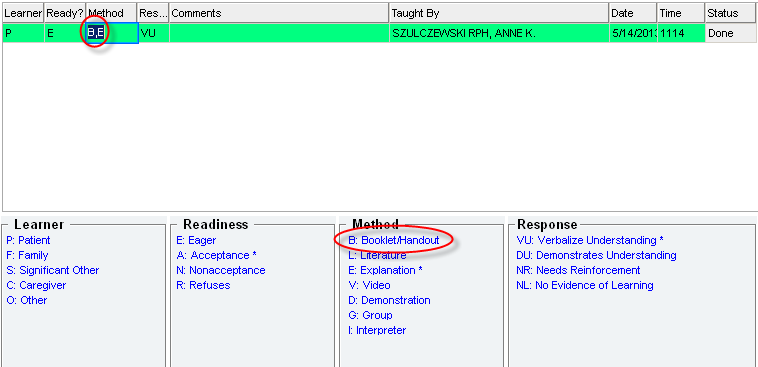 Learner Ready? Method Res... Comments Taught By Date Time Status
P E B,E VU SZULCZEWSKI RPH, ANNE K. 5/14/201 1114 Done
Learner Readiness Method Response
P: Patient E: Eager B: Booklet/Handout VU: Verbalize Understanding *
F: Family A: Acceptance * L: Literature DU: Demonstrates Understanding
S: Significant Other N: Nonacceptance E: Explanation * NR: Needs Reinforcement
C: Caregiver R: Refuses V: Video NL: No Evidence of Learning
O: Other D: Demonstration
G: Group
I: Interpreter